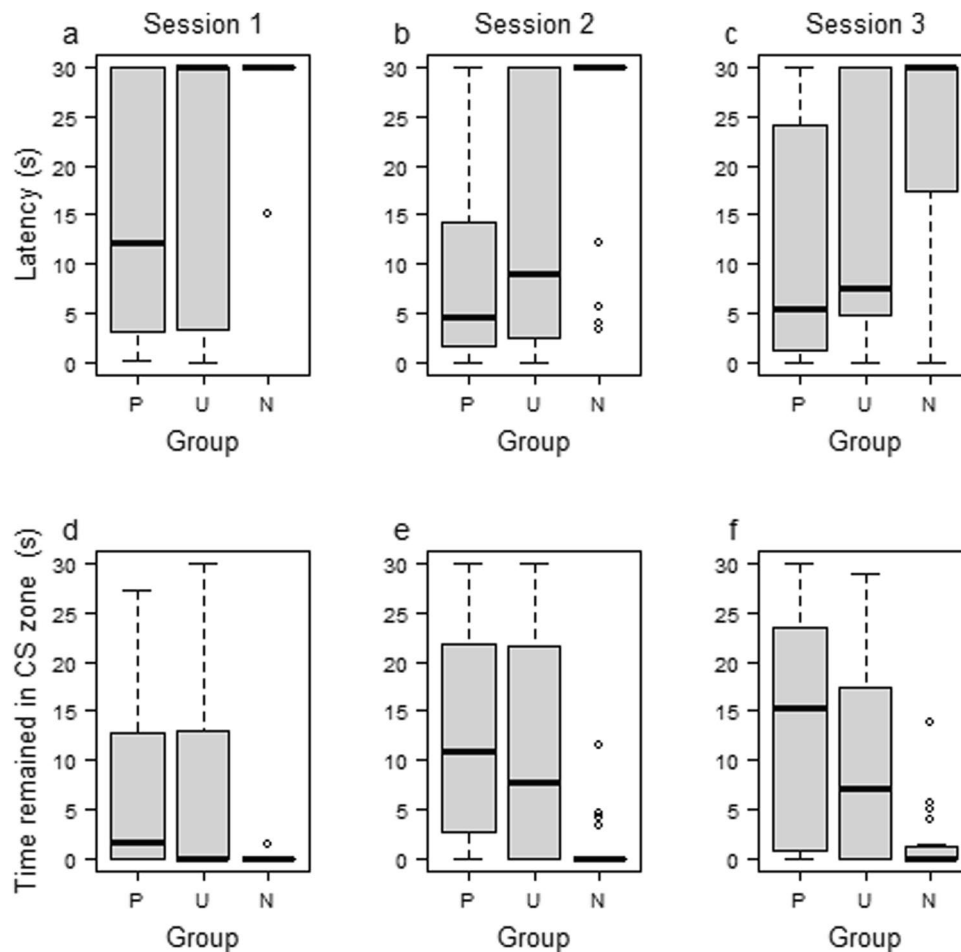 a Session 1 b Session 2 c Session 3
Latency (s)
30 30 30
25 25 25
20 20 20
15 15 15
10 10 10
5 5 5
0 0 0
P U N P U N P U N
Group Group Group
d e f
Time remained in CS zone (s)
30 30 30
25 25 25
20 20 20
15 15 15
10 10 10
5 5 5
0 0 0
P U N P U N P U N
Group Group Group